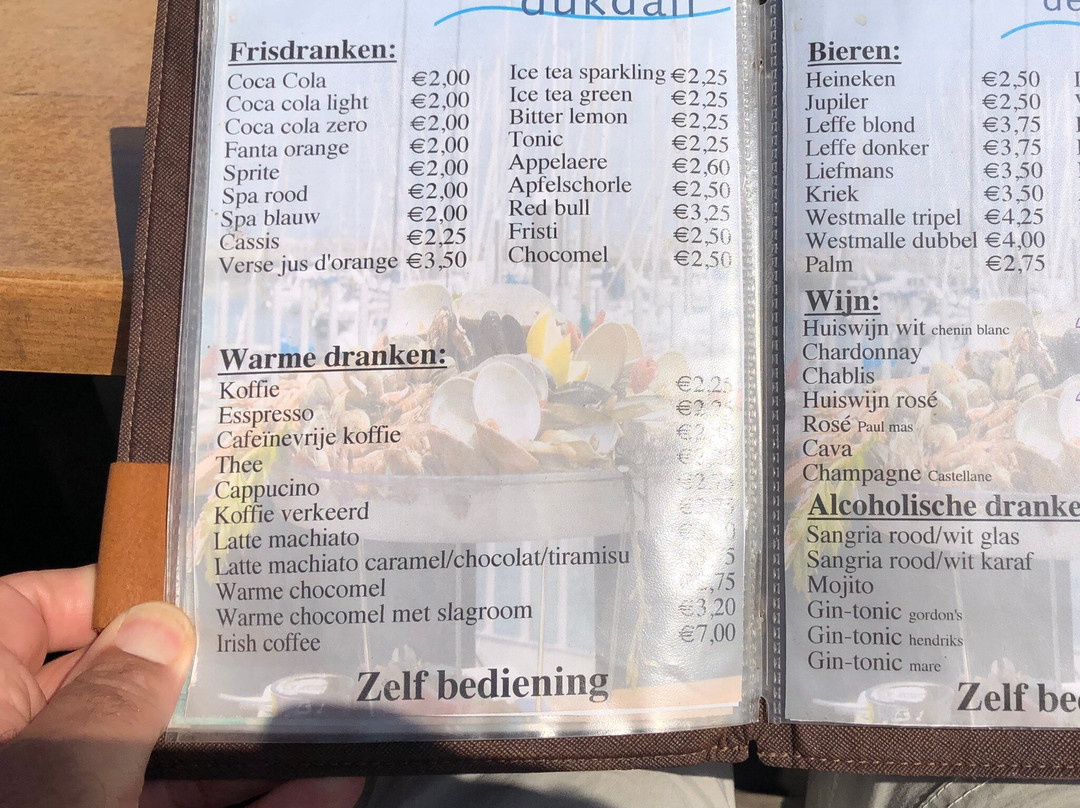 dukdalf
Frisdranken:
Coca Cola €2,00
Coca cola light €2,00
Coca cola zero €2,00
Fanta orange €2,00
Sprite €2,00
Spa rood €2,00
Spa blauw €2,00
Cassis €2,25
Verse jus d'orange €3,50
Ice tea sparkling €2,25
Ice tea green €2,25
Bitter lemon €2,25
Tonic €2,25
Appelaere €2,60
Apfelschorle €2,50
Red bull €3,25
Fristi €2,50
Chocomel €2,50
Warme dranken:
Koffie €2,25
Esspresso
Cafeïnevrije koffie
Thee
Cappucino
Koffie verkeerd
Latte machiato
Latte machiato caramel/chocolat/tiramisu
Warme chocomel
Warme chocomel met slagroom €3,20
Irish coffee €7,00
Zelf bediening
Bieren:
Heineken €2,50
Jupiler €2,50
Leffe blond €3,75
Leffe donker €3,75
Liefmans €3,50
Kriek €3,50
Westmalle tripel €4,25
Westmalle dubbel €4,00
Palm €2,75
Wijn:
Huiswijn wit chenin blanc
Chardonnay
Chablis
Huiswijn rosé
Rosé Paul mas
Cava
Champagne Castellane
Alcoholische dranke
Sangria rood/wit glas
Sangria rood/wit karaf
Mojito
Gin-tonic gordon's
Gin-tonic hendriks
Gin-tonic mare
Zelf be